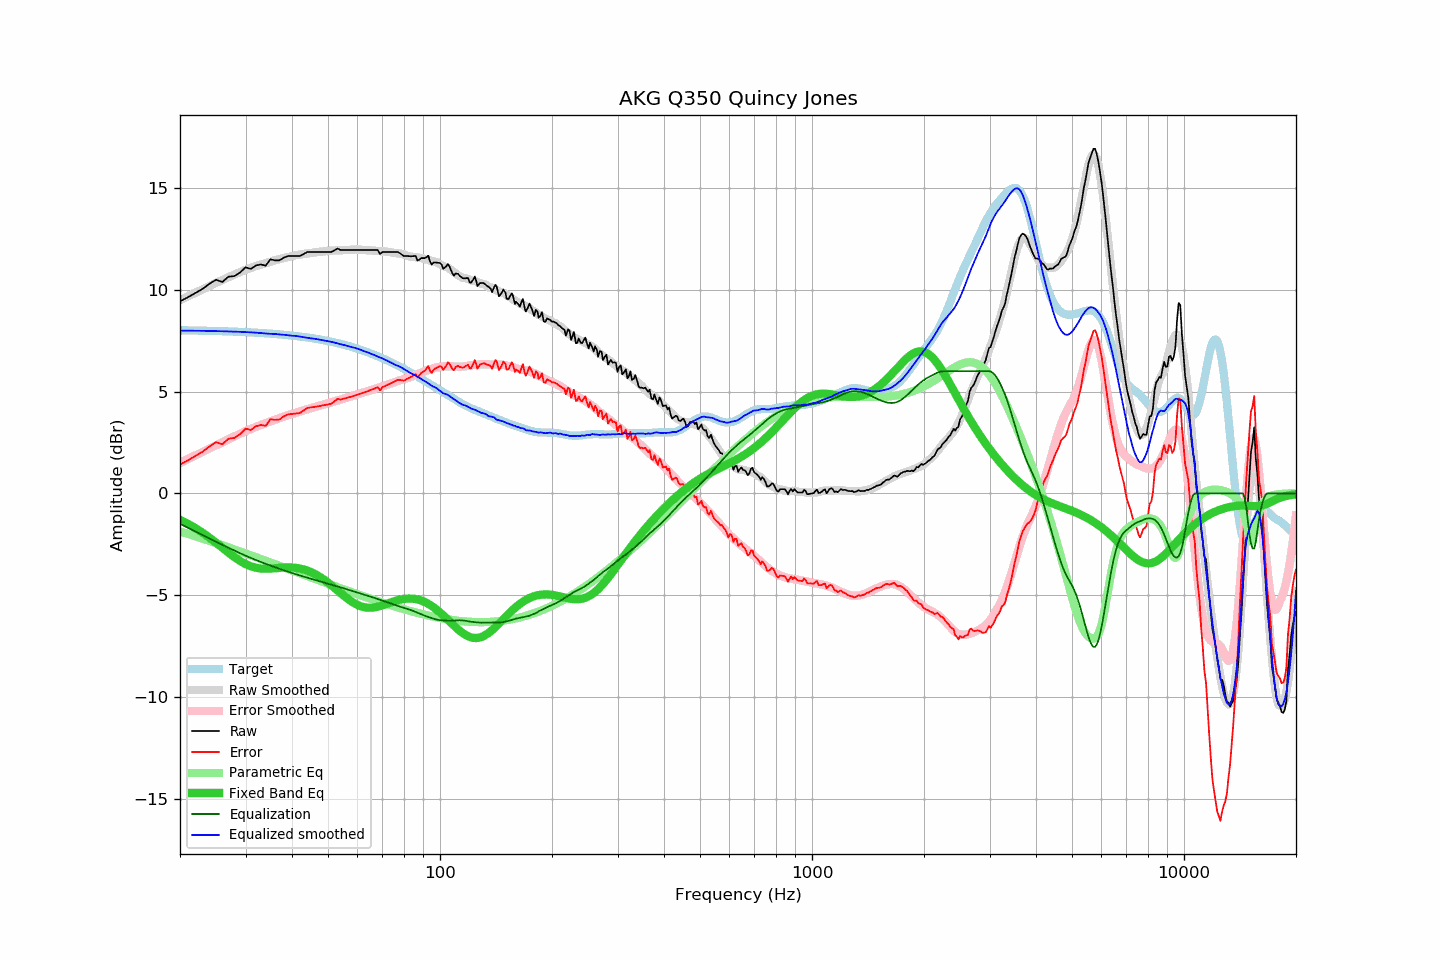 AKG Q350 Quincy Jones
Amplitude (dBr)
15
10
5
0
−5
−10
−15
Target
Raw Smoothed
Error Smoothed
Raw
Error
Parametric Eq
Fixed Band Eq
Equalization
Equalized smoothed
100
1000
10000
Frequency (Hz)